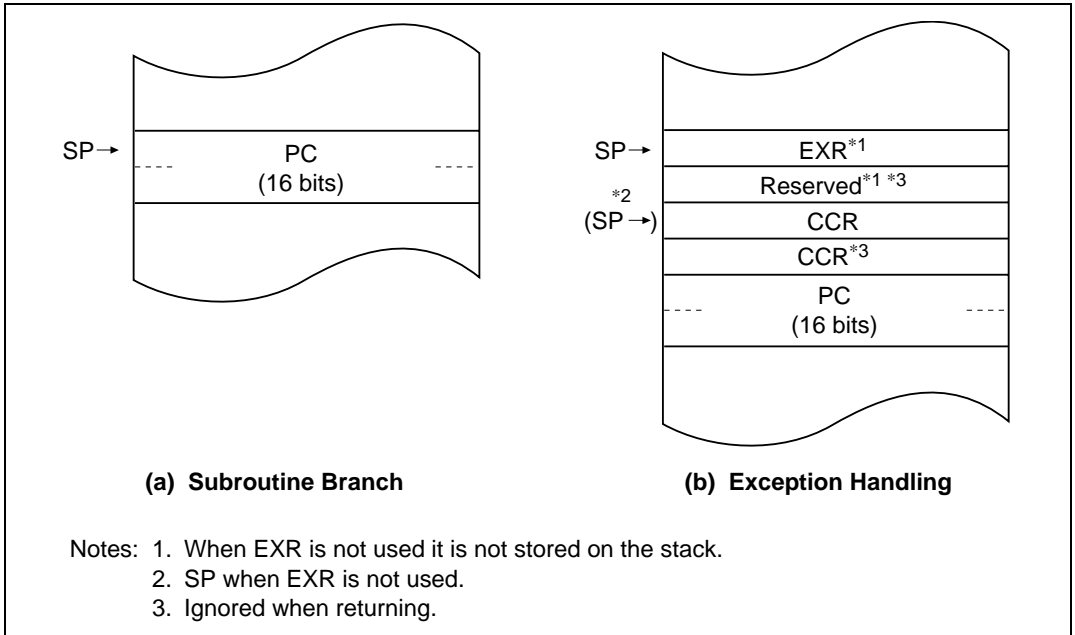 SP→
PC
(16 bits)
(a) Subroutine Branch
SP→
EXR*1
Reserved*1 *3
*2
(SP→)
CCR
CCR*3
PC
(16 bits)
(b) Exception Handling
Notes: 1. When EXR is not used it is not stored on the stack.
2. SP when EXR is not used.
3. Ignored when returning.